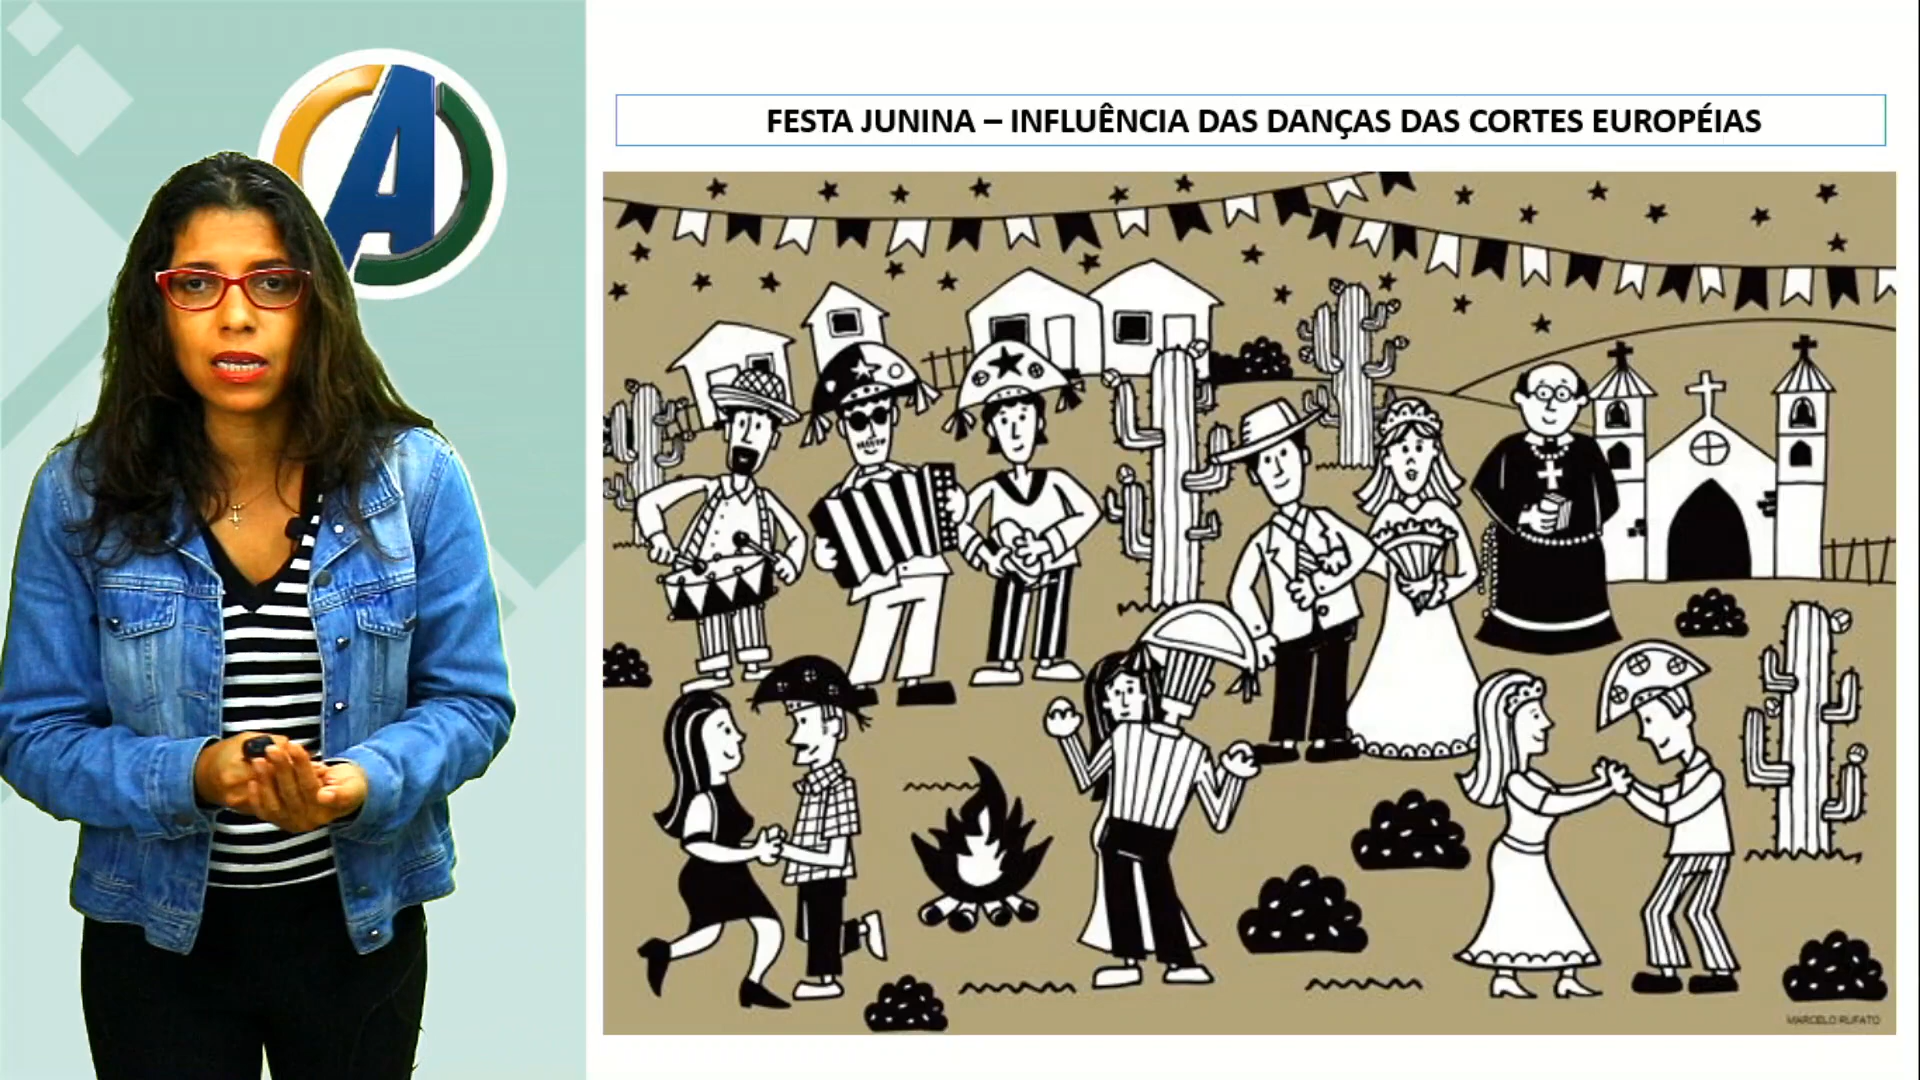 FESTA JUNINA – INFLUÊNCIA DAS DANÇAS DAS CORTES EUROPÉIAS
A
MARCELO RUFATO